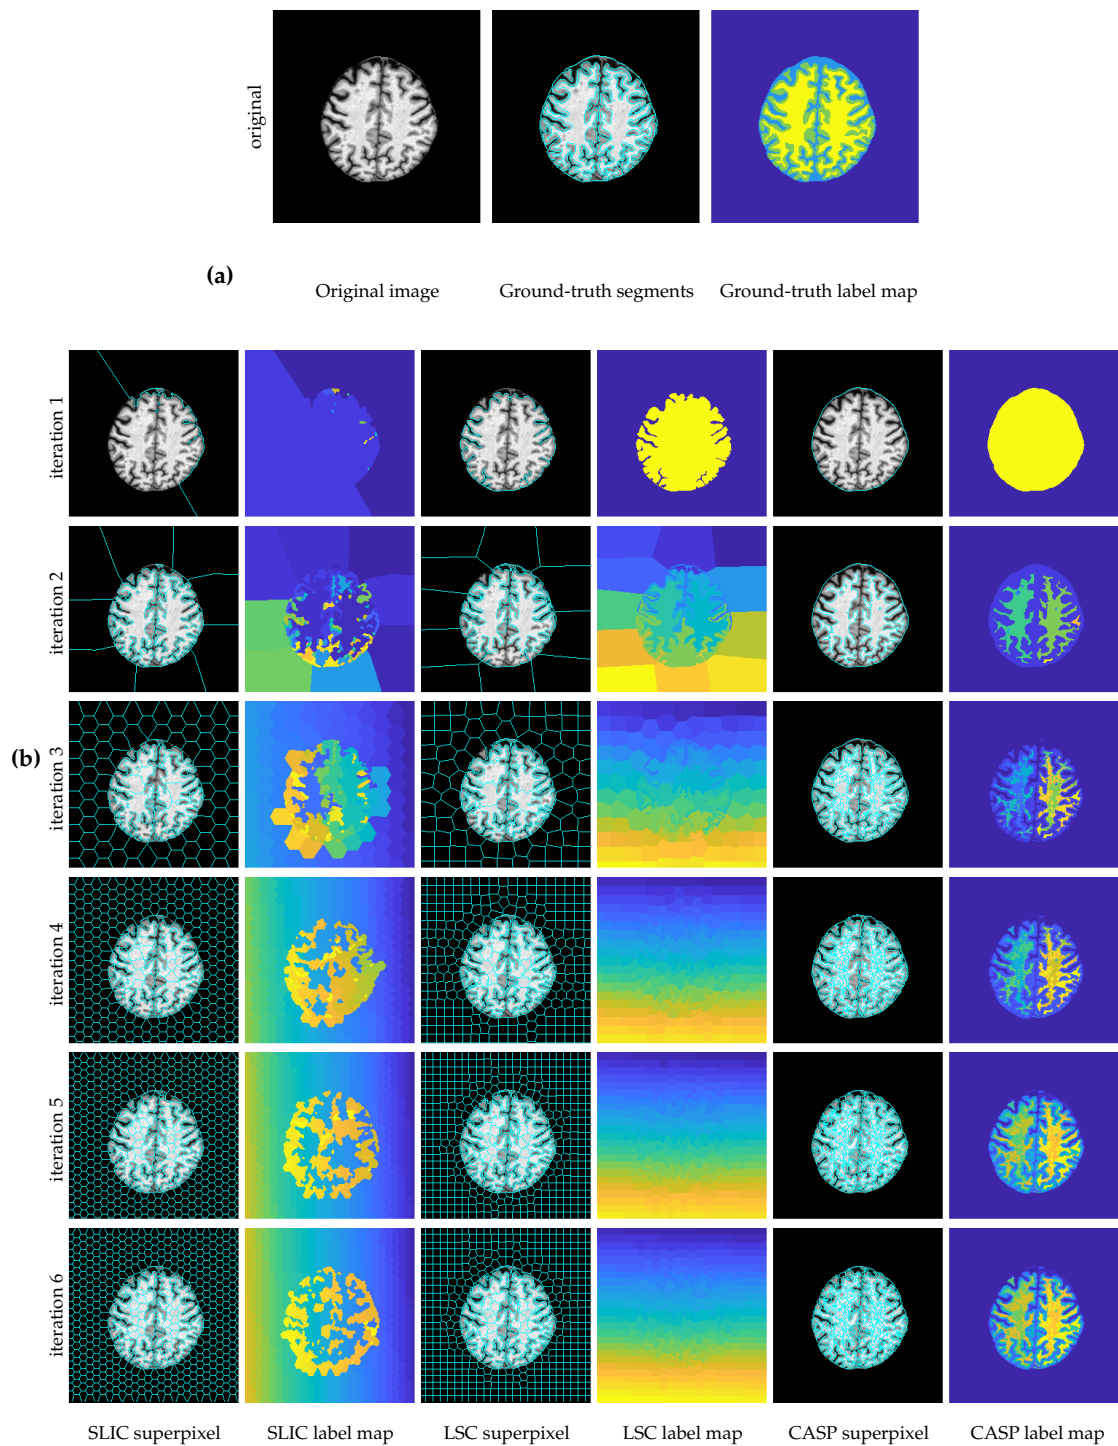 original
(a)
Original image
Ground-truth segments
Ground-truth label map
iteration 1
iteration 2
(b)
iteration 3
iteration 4
iteration 5
iteration 6
SLIC superpixel
SLIC label map
LSC superpixel
LSC label map
CASP superpixel
CASP label map